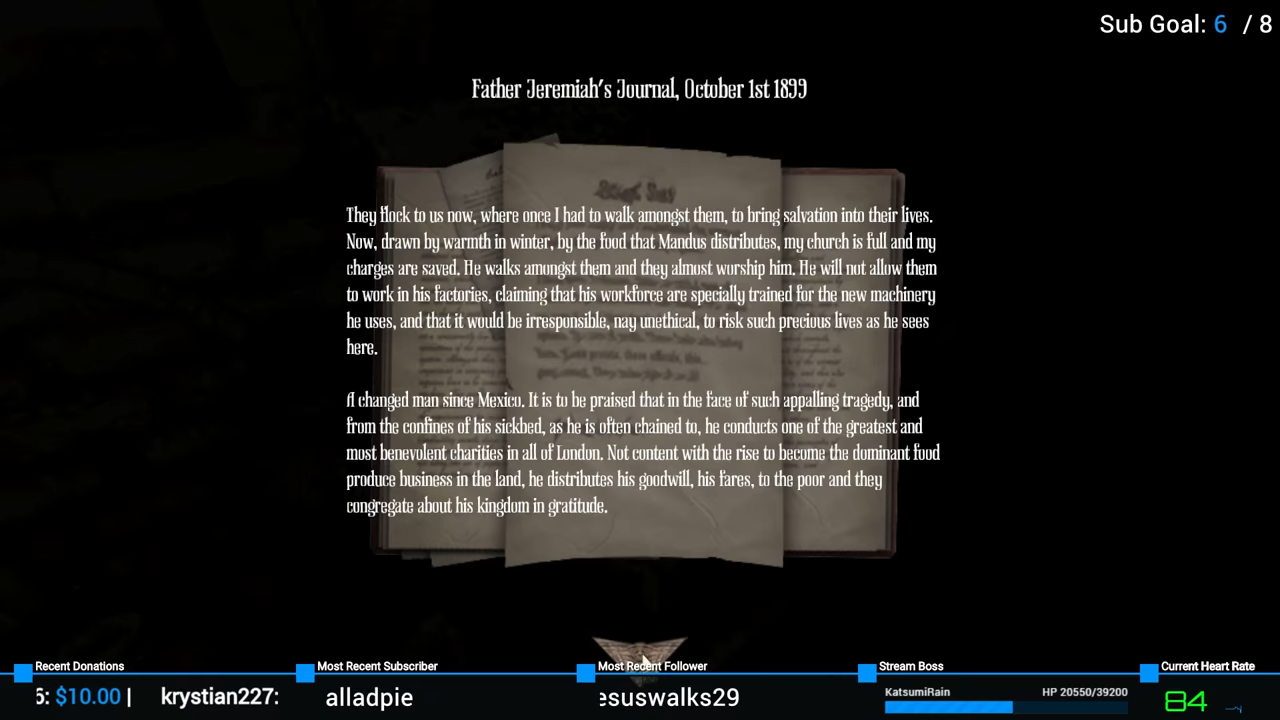 Sub Goal: 6 / 8
Father Jeremiah's Journal, October 1st 1899
They flock to us now, where once I had to walk amongst them, to bring salvation into their lives.
Now, drawn by warmth in winter, by the food that Mandus distributes, my church is full and my
charges are saved. He walks amongst them and they almost worship him. He will not allow them
to work in his factories, claiming that his workforce are specially trained for the new machinery
he uses, and that it would be irresponsible, nay unethical, to risk such precious lives as he sees
here.
A changed man since Mexico. It is to be praised that in the face of such appalling tragedy, and
from the confines of his sickbed, as he is often chained to, he conducts one of the greatest and
most benevolent charities in all of London. Not content with the rise to become the dominant food
produce business in the land, he distributes his goodwill, his fares, to the poor and they
congregate about his kingdom in gratitude.
Recent Donations
$10.00 | krystian227:
Most Recent Subscriber
alladpie
Most Recent Follower
esuswalks29
Stream Boss
KatsumiRain HP 20550/39200
Current Heart Rate
84